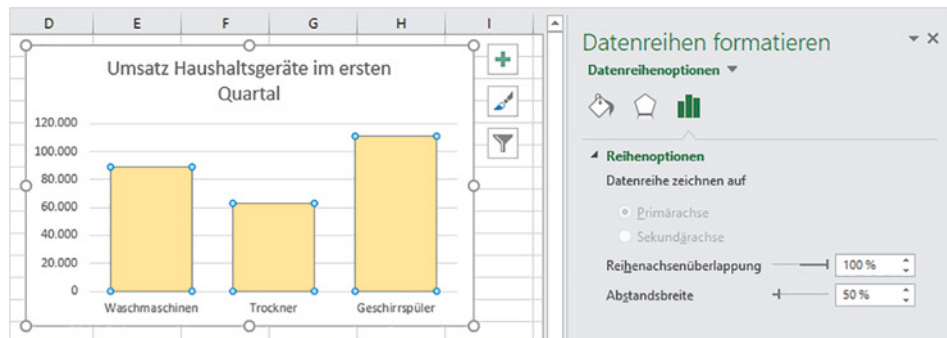 D E F G H I
Umsatz Haushaltsgeräte im ersten
Quartal
120.000
100.000
80.000
60.000
40.000
20.000
0
Waschmaschinen Trockner Geschirrspüler
Datenreihen formatieren
Datenreihenoptionen
Reihenoptionen
Datenreihe zeichnen auf
Primärachse
Sekundärachse
Reihenachsenüberlappung 100 %
Abstandsbreite 50 %